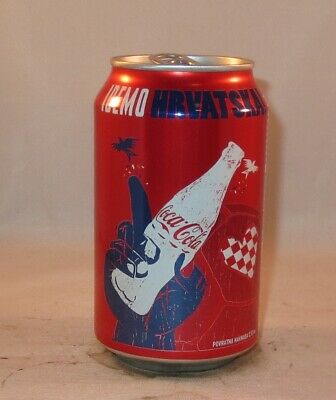 IDEMO HRVATSKA
Coca-Cola
POVRATNA NAKNADA